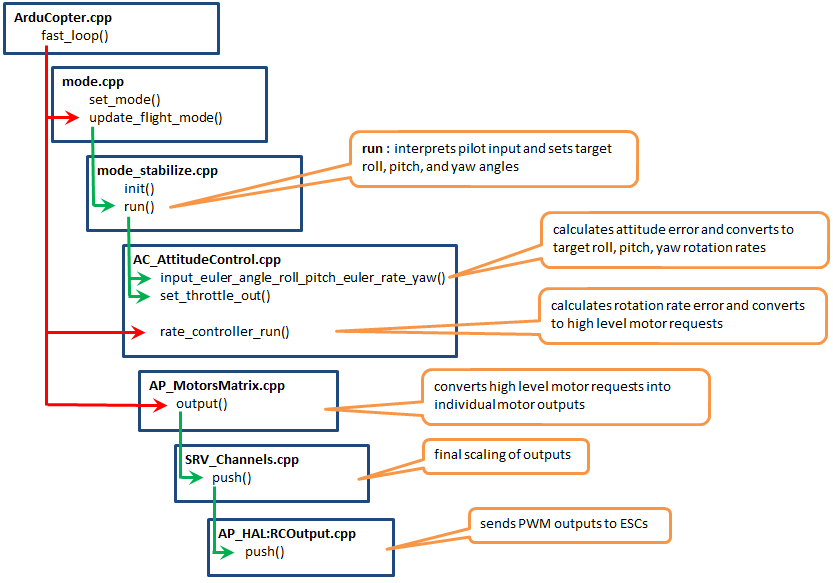 ArduCopter.cpp
fast_loop()
mode.cpp
set_mode()
update_flight_mode()
run : interprets pilot input and sets target
roll, pitch, and yaw angles
mode_stabilize.cpp
init()
run()
calculates attitude error and converts to
target roll, pitch, yaw rotation rates
AC_AttitudeControl.cpp
input_euler_angle_roll_pitch_euler_rate_yaw()
set_throttle_out()
rate_controller_run()
calculates rotation rate error and converts
to high level motor requests
AP_MotorsMatrix.cpp
output()
converts high level motor requests into
individual motor outputs
SRV_Channels.cpp
push()
final scaling of outputs
AP_HAL:RCOutput.cpp
push()
sends PWM outputs to ESCs